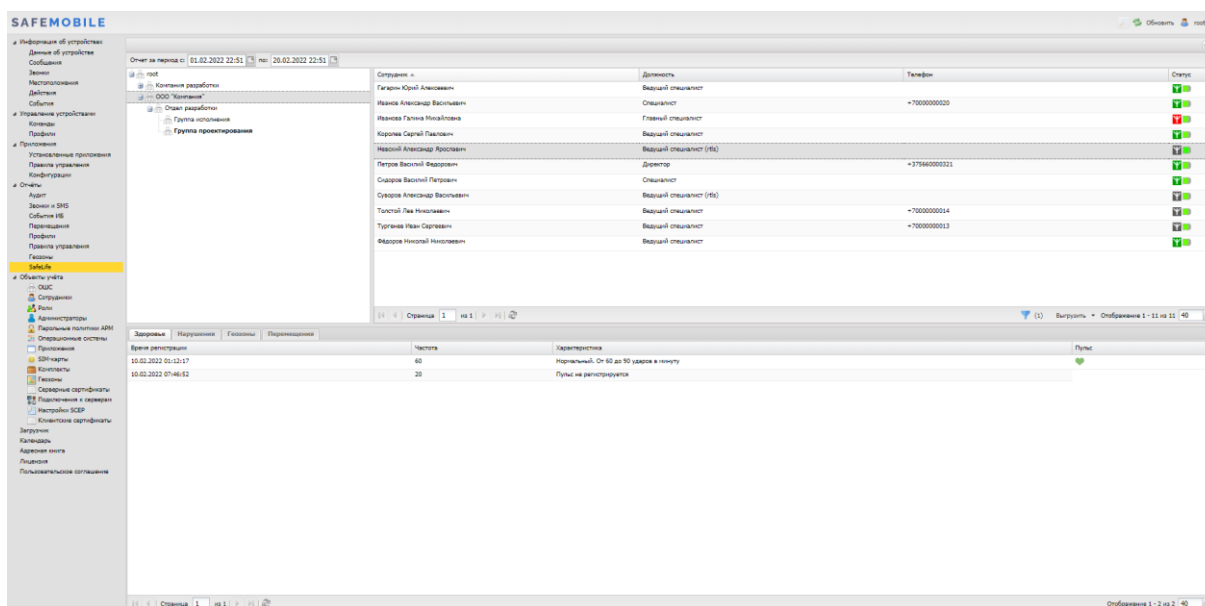 SAFEMOBILE
Обновить root
Информация об устройствах
Данные об устройстве
Сообщения
Звонки
Местоположения
Действия
События
Управление устройствами
Команды
Профили
Приложения
Установленные приложения
Правила управления
Конфигурации
Отчёты
Аудит
Звонки и SMS
События ИБ
Перемещения
Профили
Правила управления
Геозоны
SafeLife
Объекты учёта
ОШС
Сотрудники
Роли
Администраторы
Парольные политики АРМ
Операционные системы
Приложения
SIM-карты
Комплекты
Геозоны
Серверные сертификаты
Подключения к серверам
Настройки SCEP
Клиентские сертификаты
Загрузчик
Календарь
Адресная книга
Лицензия
Пользовательское соглашение
Отчет за период с: 01.02.2022 22:51 по: 28.02.2022 22:51
root
Компания разработки
ООО "Компания"
Отдел разработки
Группа исполнения
Группа проектирования
Сотрудник Должность Телефон Статус
Гагарин Юрий Алексеевич Ведущий специалист
Иванов Александр Васильевич Специалист +70000000020
Иванова Галина Михайловна Главный специалист
Королев Сергей Павлович Ведущий специалист
Невский Александр Ярославич Ведущий специалист (rtls)
Петров Василий Федорович Директор +375660000321
Сидоров Василий Петрович Специалист
Суворов Александр Васильевич Ведущий специалист (rtls)
Толстой Лев Николаевич Ведущий специалист +70000000014
Тургенев Иван Сергеевич Ведущий специалист +70000000013
Фёдоров Николай Николаевич Ведущий специалист
Страница 1 из 1 (1) Выгрузить Отображение 1 - 11 из 11 40
Здоровье Нарушения Геозоны Перемещения
Время регистрации Частота Характеристика Пульс
10.02.2022 01:12:17 60 Нормальный. От 60 до 90 ударов в минуту
10.02.2022 07:46:52 20 Пульс не регистрируется
Страница 1 из 1 Отображение 1 - 2 из 2 40